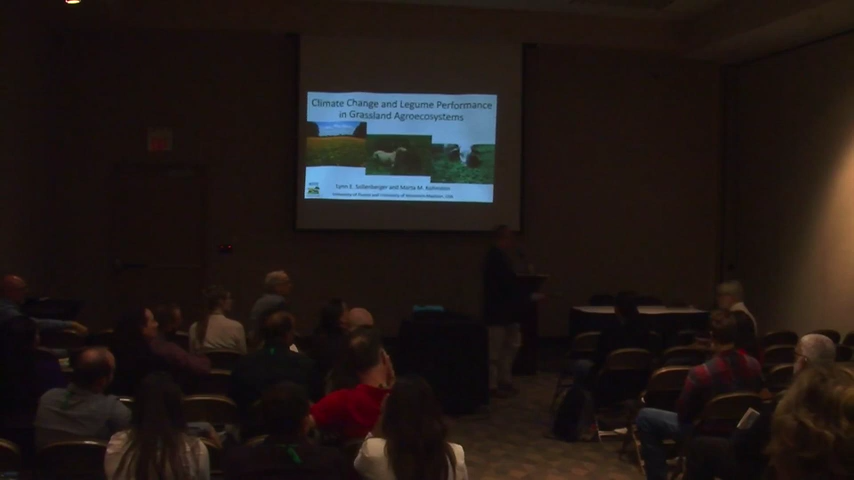 Climate Change and Legume Performance
in Grassland Agroecosystems
Lynn E. Sollenberger and Marta M. Kohmann